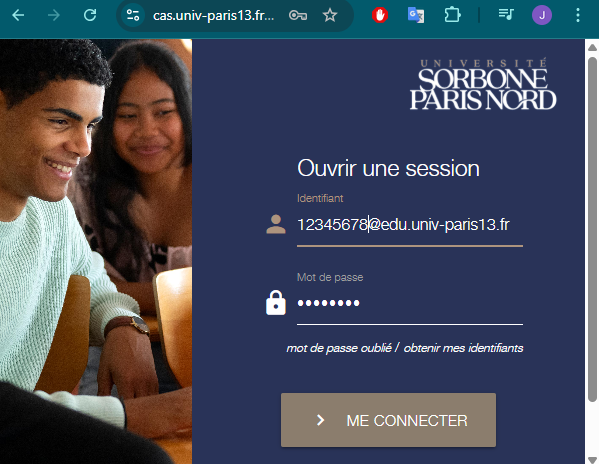 cas.univ-paris13.fr...
J
UNIVERSITÉ
SORBONNE
PARIS NORD
Ouvrir une session
Identifiant
12345678@edu.univ-paris13.fr
Mot de passe
••••••••
mot de passe oublié / obtenir mes identifiants
ME CONNECTER